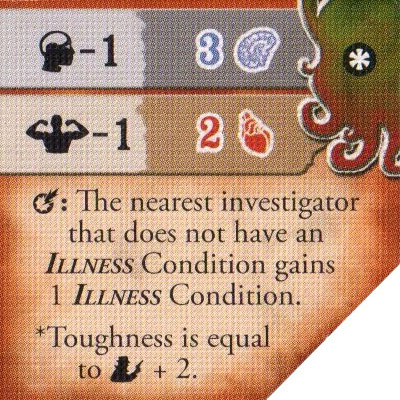 -1 3 *
-1 2
: The nearest investigator
that does not have an
ILLNESS Condition gains
1 ILLNESS Condition.
*Toughness is equal
to + 2.